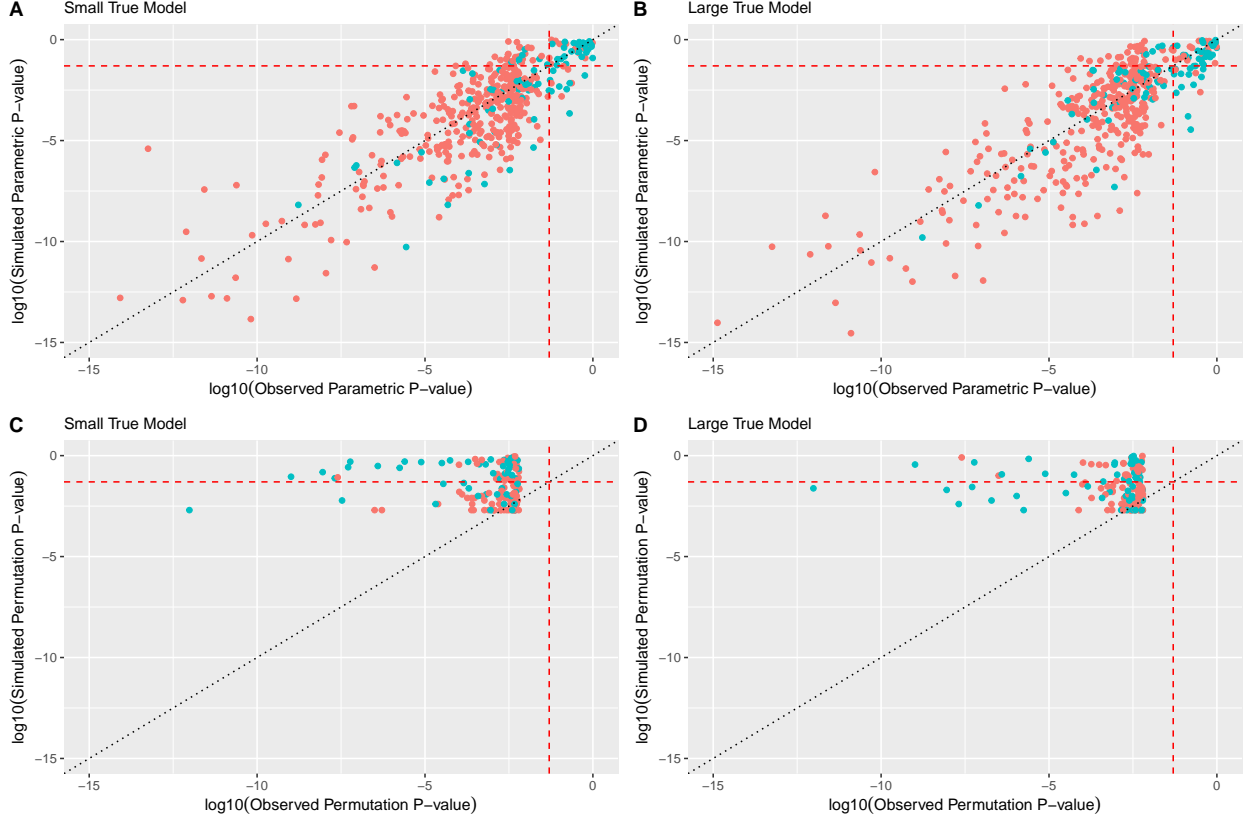 A
Small True Model
0
−5
−10
−15
log10(Simulated Parametric P−value)
−15
−10
−5
0
log10(Observed Parametric P−value)
B
Large True Model
0
−5
−10
−15
log10(Simulated Parametric P−value)
−15
−10
−5
0
log10(Observed Parametric P−value)
C
Small True Model
0
−5
−10
−15
log10(Simulated Permutation P−value)
−15
−10
−5
0
log10(Observed Permutation P−value)
D
Large True Model
0
−5
−10
−15
log10(Simulated Permutation P−value)
−15
−10
−5
0
log10(Observed Permutation P−value)